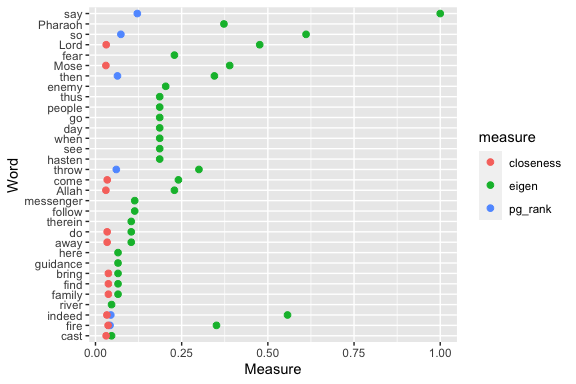 say
Pharaoh
so
Lord
fear
Mose
then
enemy
thus
people
go
day
when
see
hasten
throw
come
Allah
messenger
follow
therein
do
away
here
guidance
bring
find
family
river
indeed
fire
cast
Word
0.00 0.25 0.50 0.75 1.00
Measure
measure
closeness
eigen
pg_rank